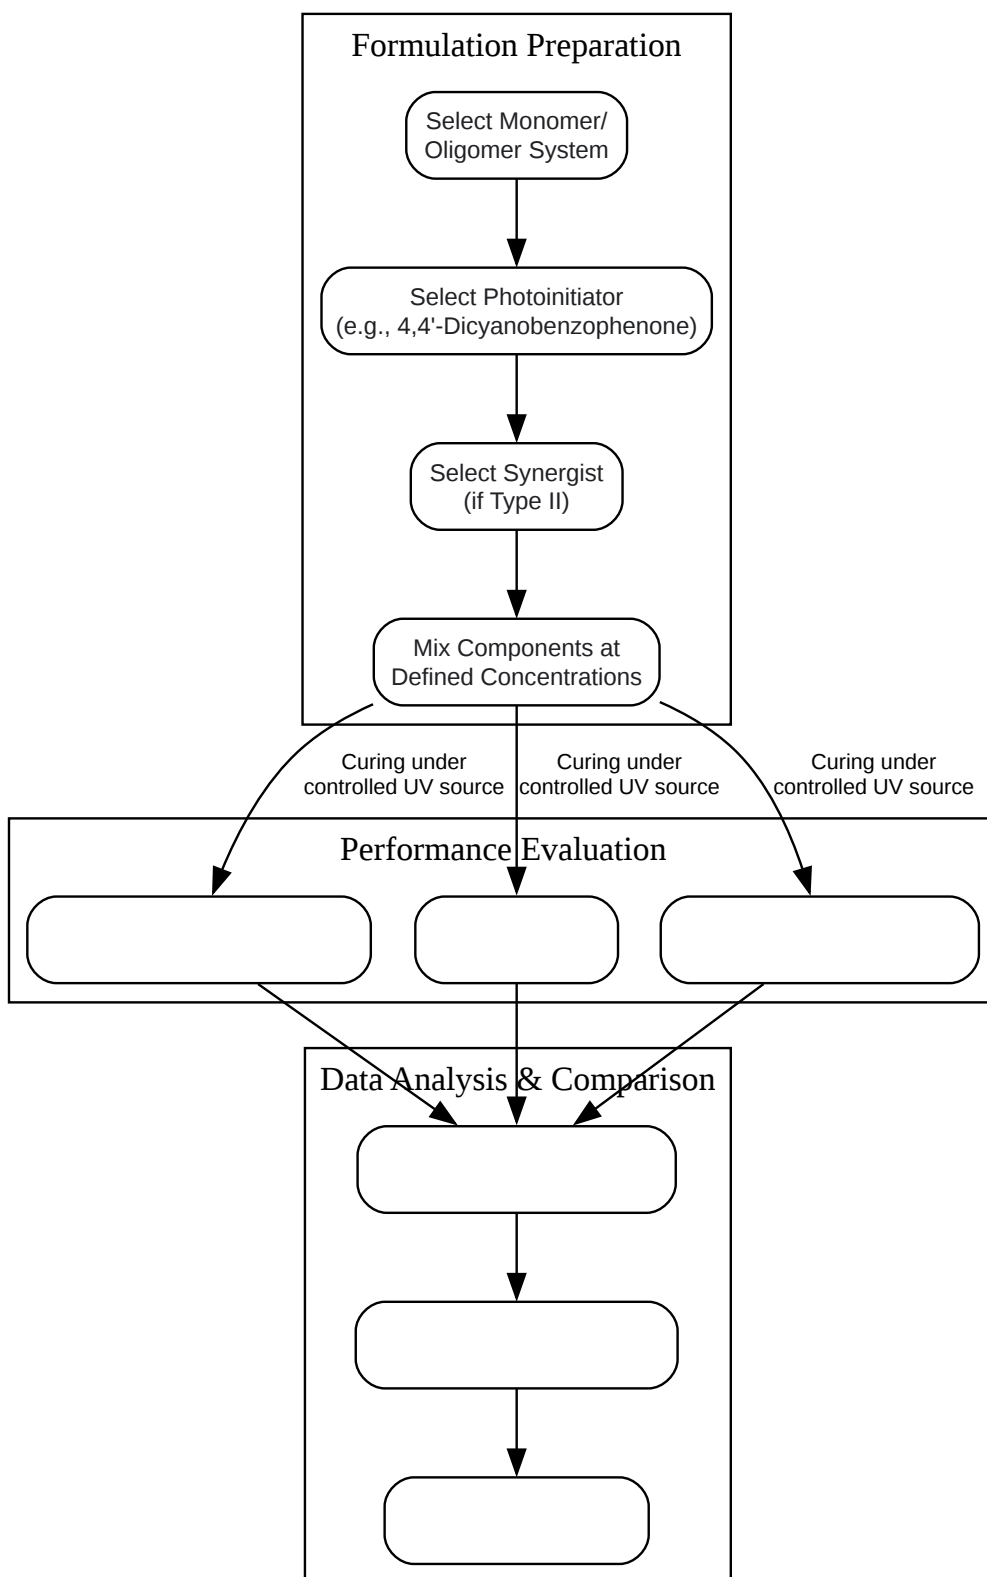 Formulation Preparation
Select Monomer/
Oligomer System
Select Photoinitiator
(e.g., 4,4'-Dicyanobenzophenone)
Select Synergist
(if Type II)
Mix Components at
Defined Concentrations
Curing under
controlled UV source
Curing under
controlled UV source
Curing under
controlled UV source
Performance Evaluation
Data Analysis & Comparison